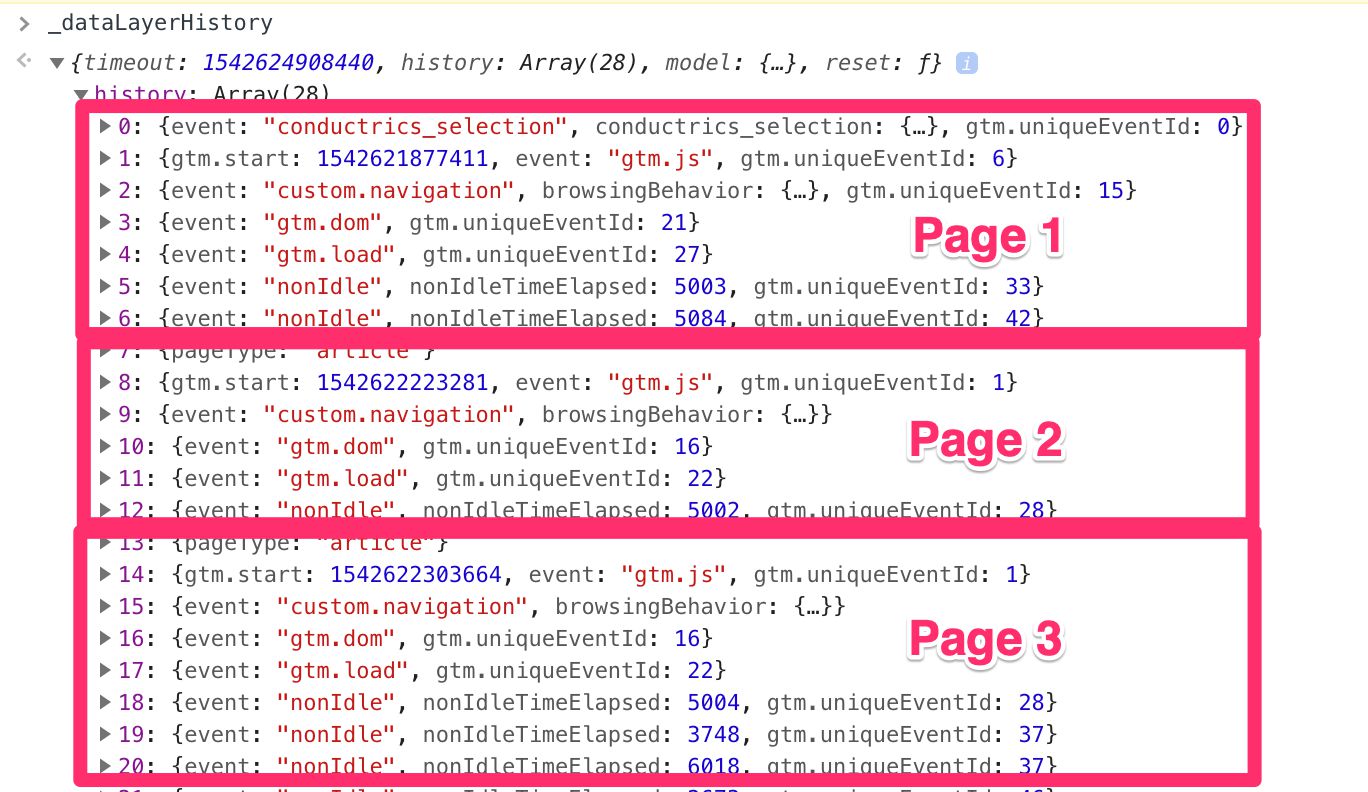 > _dataLayerHistory
{timeout: 1542624908440, history: Array(28), model: {…}, reset: ƒ} i
history: Array(28)
0: {event: "conductrics_selection", conductrics_selection: {…}, gtm.uniqueEventId: 0}
1: {gtm.start: 1542621877411, event: "gtm.js", gtm.uniqueEventId: 6}
2: {event: "custom.navigation", browsingBehavior: {…}, gtm.uniqueEventId: 15}
3: {event: "gtm.dom", gtm.uniqueEventId: 21}
Page 1
4: {event: "gtm.load", gtm.uniqueEventId: 27}
5: {event: "nonIdle", nonIdleTimeElapsed: 5003, gtm.uniqueEventId: 33}
6: {event: "nonIdle", nonIdleTimeElapsed: 5084, gtm.uniqueEventId: 42}
7: {pageType: "article"}
8: {gtm.start: 1542622223281, event: "gtm.js", gtm.uniqueEventId: 1}
9: {event: "custom.navigation", browsingBehavior: {…}}
Page 2
10: {event: "gtm.dom", gtm.uniqueEventId: 16}
11: {event: "gtm.load", gtm.uniqueEventId: 22}
12: {event: "nonIdle", nonIdleTimeElapsed: 5002, gtm.uniqueEventId: 28}
13: {pageType: "article"}
14: {gtm.start: 1542622303664, event: "gtm.js", gtm.uniqueEventId: 1}
15: {event: "custom.navigation", browsingBehavior: {…}}
16: {event: "gtm.dom", gtm.uniqueEventId: 16}
Page 3
17: {event: "gtm.load", gtm.uniqueEventId: 22}
18: {event: "nonIdle", nonIdleTimeElapsed: 5004, gtm.uniqueEventId: 28}
19: {event: "nonIdle", nonIdleTimeElapsed: 3748, gtm.uniqueEventId: 37}
20: {event: "nonIdle", nonIdleTimeElapsed: 6018, gtm.uniqueEventId: 37}